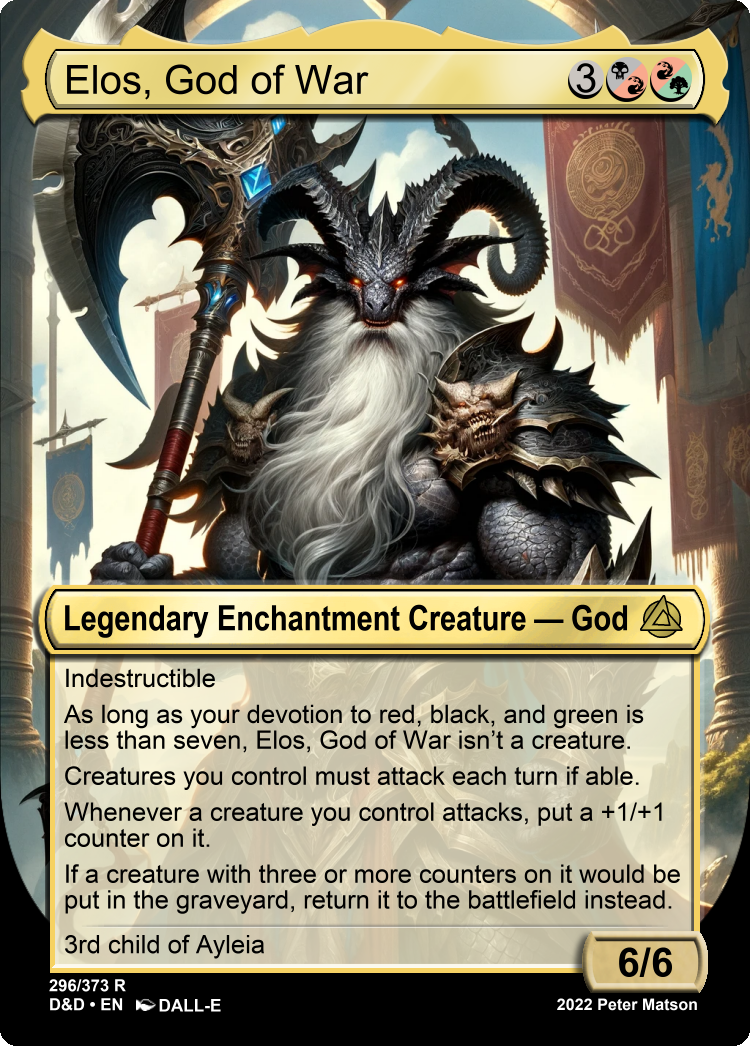 Elos, God of War
3
Legendary Enchantment Creature — God
Indestructible
As long as your devotion to red, black, and green is
less than seven, Elos, God of War isn’t a creature.
Creatures you control must attack each turn if able.
Whenever a creature you control attacks, put a +1/+1
counter on it.
If a creature with three or more counters on it would be
put in the graveyard, return it to the battlefield instead.
3rd child of Ayleia
6/6
296/373 R
D&D • EN DALL-E
2022 Peter Matson